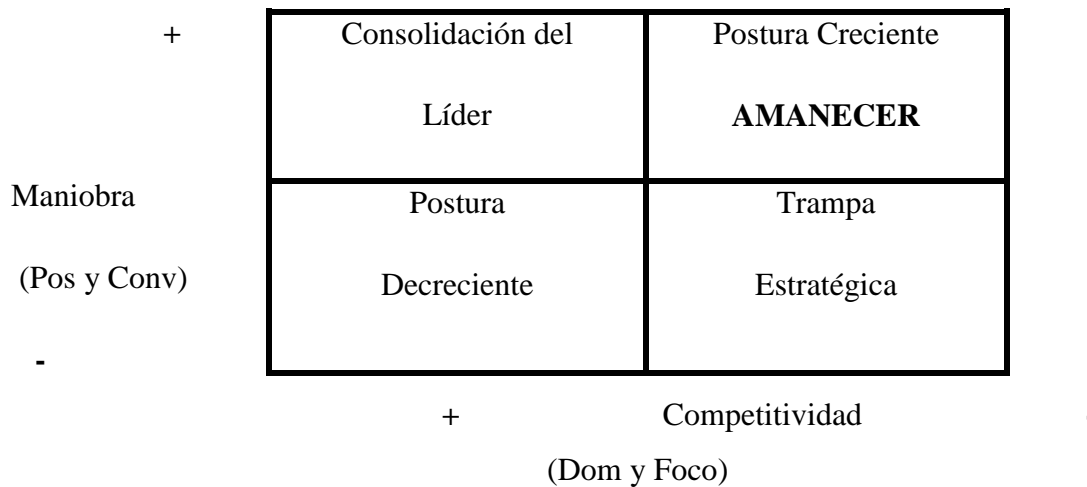 + Consolidación del Postura Creciente
Líder AMANECER
Maniobra Postura Trampa
(Pos y Conv) Decreciente Estratégica
-
+ Competitividad
(Dom y Foco)